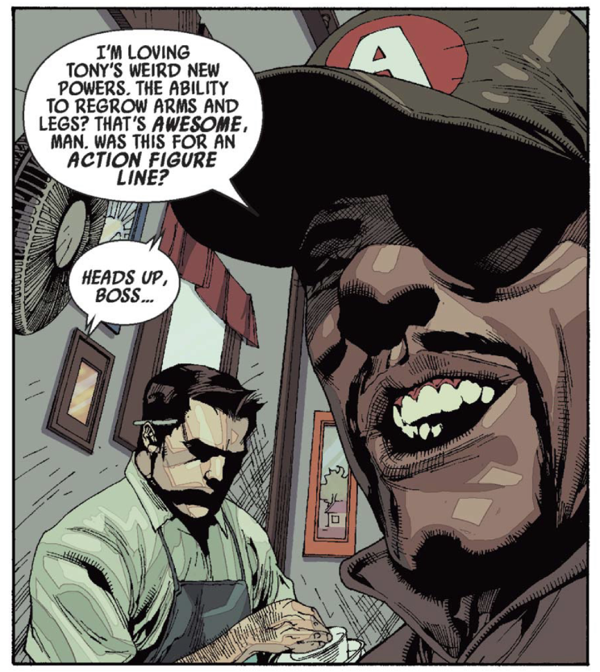 A
I'M LOVING
TONY'S WEIRD NEW
POWERS. THE ABILITY
TO REGROW ARMS AND
LEGS? THAT'S AWESOME,
MAN. WAS THIS FOR AN
ACTION FIGURE
LINE?
HEADS UP,
BOSS...